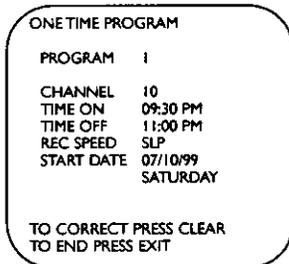 ONE TIME PROGRAM
PROGRAM 1
CHANNEL 10
TIME ON 09:30 PM
TIME OFF 11:00 PM
REC SPEED SLP
START DATE 07/10/99
SATURDAY
TO CORRECT PRESS CLEAR
TO END PRESS EXIT